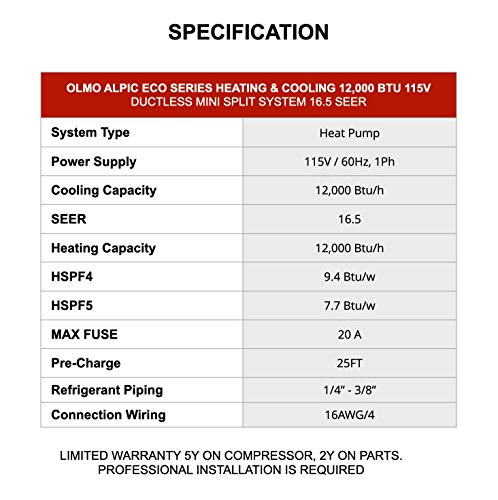 SPECIFICATION
OLMO ALPIC ECO SERIES HEATING & COOLING 12,000 BTU 115V
DUCTLESS MINI SPLIT SYSTEM 16.5 SEER
System Type Heat Pump
Power Supply 115V / 60Hz, 1Ph
Cooling Capacity 12,000 Btu/h
SEER 16.5
Heating Capacity 12,000 Btu/h
HSPF4 9.4 Btu/w
HSPF5 7.7 Btu/w
MAX FUSE 20 A
Pre-Charge 25FT
Refrigerant Piping 1/4” - 3/8”
Connection Wiring 16AWG/4
LIMITED WARRANTY 5Y ON COMPRESSOR, 2Y ON PARTS.
PROFESSIONAL INSTALLATION IS REQUIRED